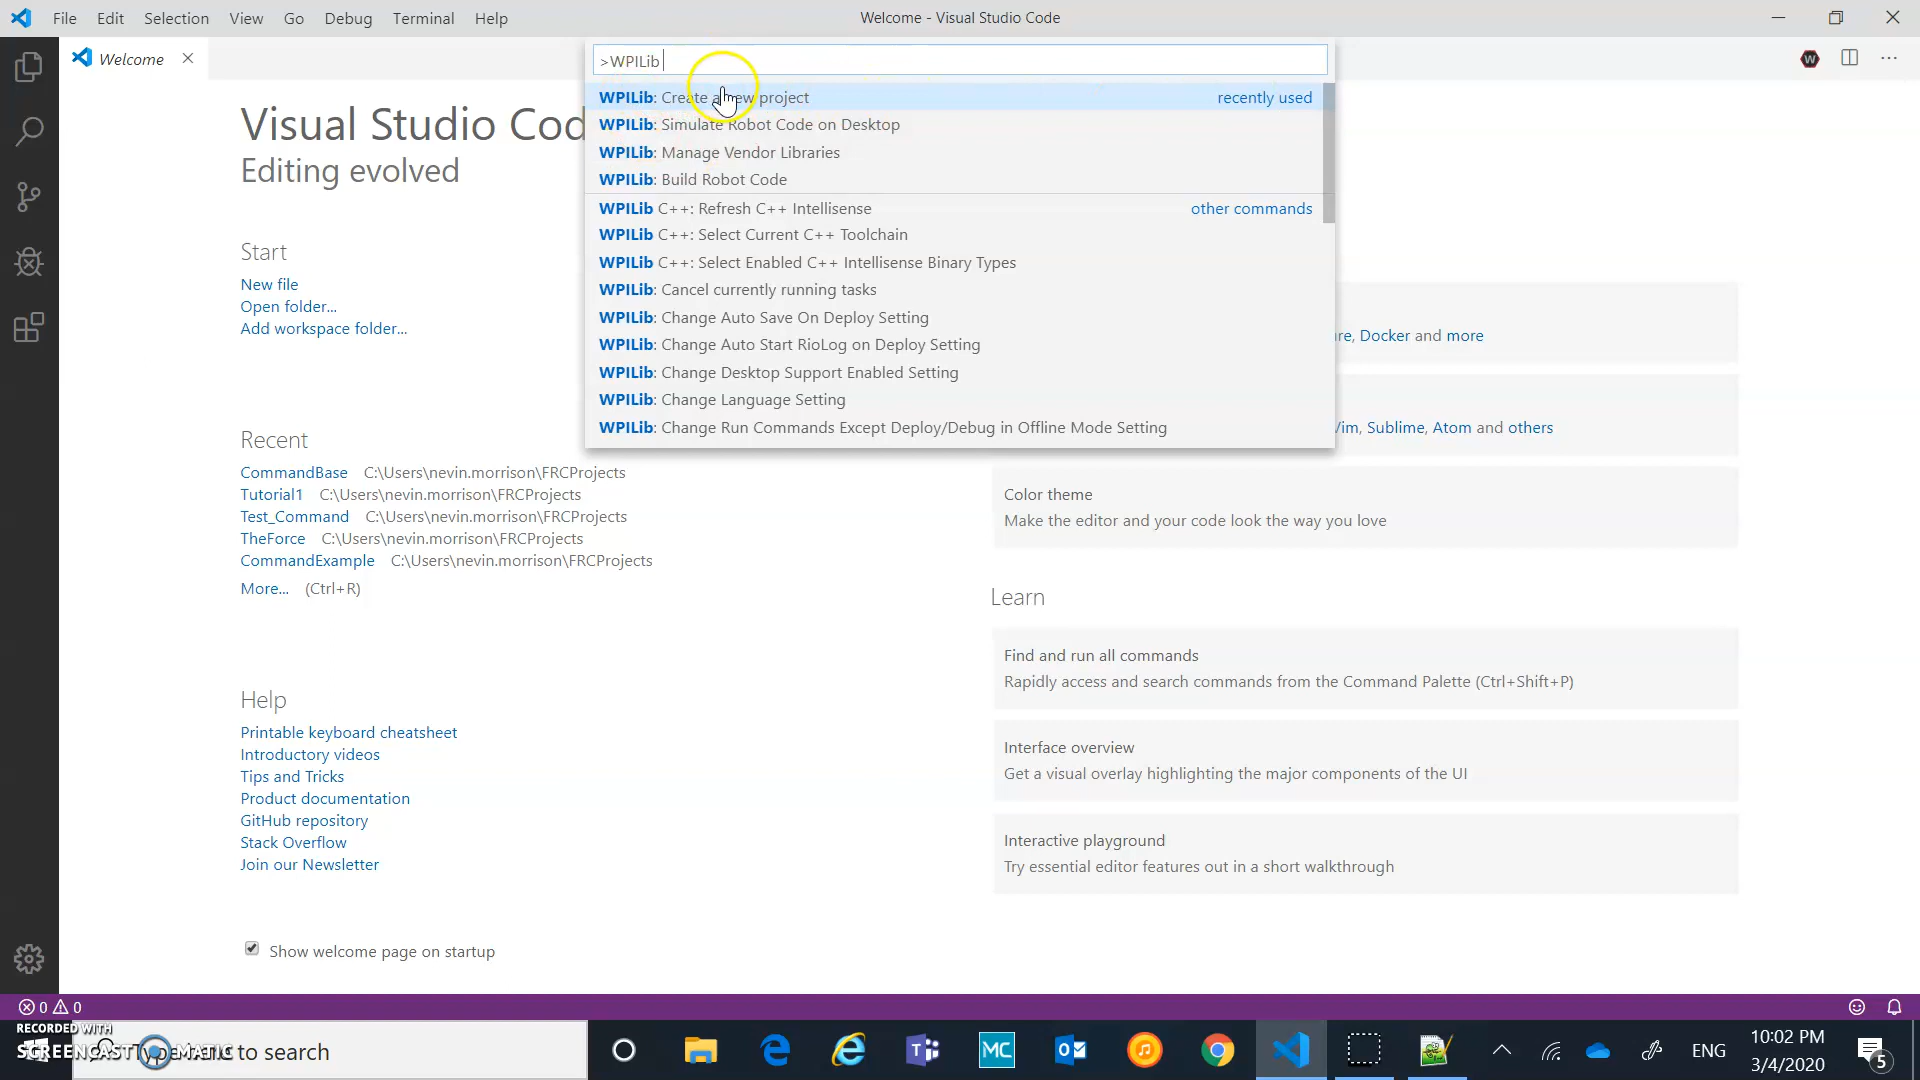 File Edit Selection View Go Debug Terminal Help
Welcome - Visual Studio Code
Welcome
>WPILib
WPILib: Create a new project recently used
WPILib: Simulate Robot Code on Desktop
WPILib: Manage Vendor Libraries
WPILib: Build Robot Code
WPILib C++: Refresh C++ Intellisense other commands
WPILib C++: Select Current C++ Toolchain
WPILib C++: Select Enabled C++ Intellisense Binary Types
WPILib: Cancel currently running tasks
WPILib: Change Auto Save On Deploy Setting
WPILib: Change Auto Start RioLog on Deploy Setting
WPILib: Change Desktop Support Enabled Setting
WPILib: Change Language Setting
WPILib: Change Run Commands Except Deploy/Debug in Offline Mode Setting
Visual Studio Cod
Editing evolved
Start
New file
Open folder...
Add workspace folder...
Recent
CommandBase C:\Users\nevin.morrison\FRCProjects
Tutorial1 C:\Users\nevin.morrison\FRCProjects
Test_Command C:\Users\nevin.morrison\FRCProjects
TheForce C:\Users\nevin.morrison\FRCProjects
CommandExample C:\Users\nevin.morrison\FRCProjects
More... (Ctrl+R)
Help
Printable keyboard cheatsheet
Introductory videos
Tips and Tricks
Product documentation
GitHub repository
Stack Overflow
Join our Newsletter
Show welcome page on startup
re, Docker and more
Vim, Sublime, Atom and others
Color theme
Make the editor and your code look the way you love
Learn
Find and run all commands
Rapidly access and search commands from the Command Palette (Ctrl+Shift+P)
Interface overview
Get a visual overlay highlighting the major components of the UI
Interactive playground
Try essential editor features out in a short walkthrough
0 0
RECORDED WITH
SCREENCAST MATIC
Type here to search
MC
ENG
10:02 PM
3/4/2020
5